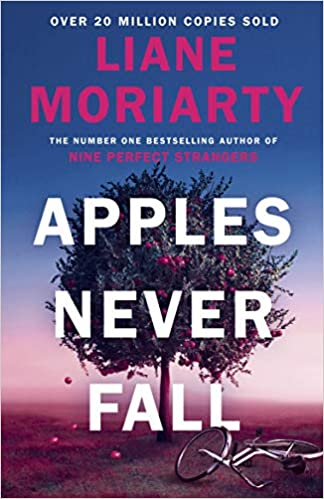 OVER 20 MILLION COPIES SOLD
LIANE
MORIARTY
THE NUMBER ONE BESTSELLING AUTHOR OF
NINE PERFECT STRANGERS
APPLES
NEVER
FALL